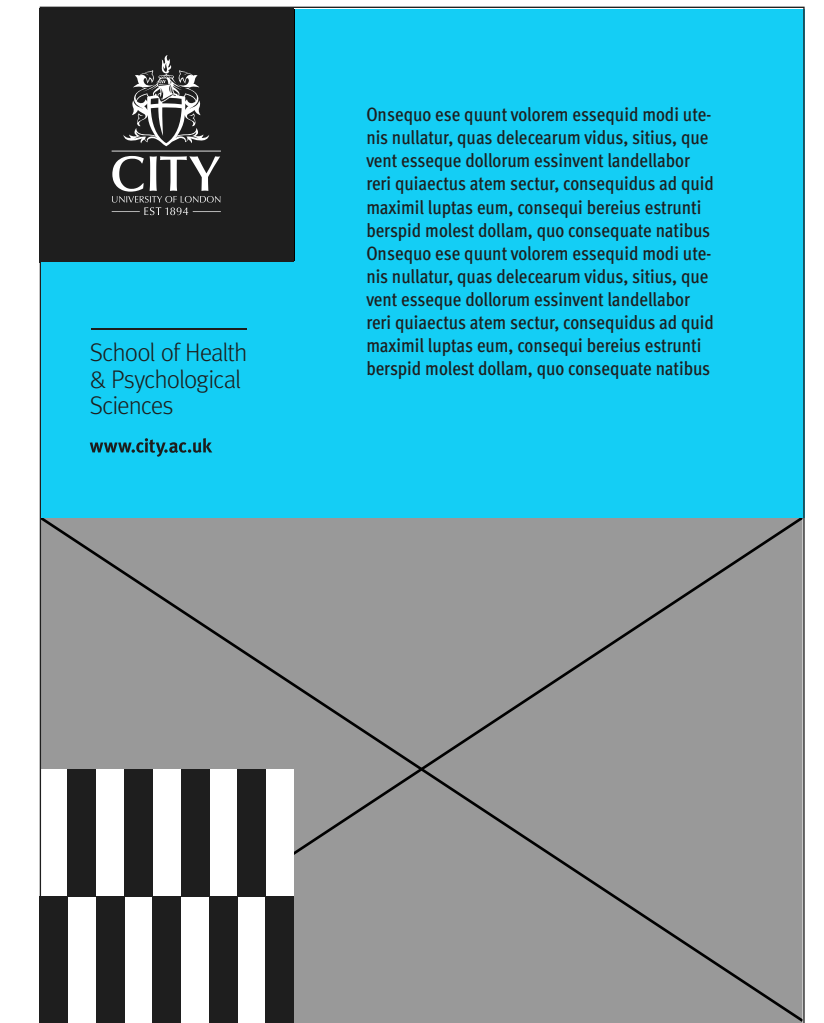 CITY
UNIVERSITY OF LONDON
EST 1894
School of Health
& Psychological
Sciences
www.city.ac.uk
Onsequo ese quunt volorem essequid modi ute-
nis nullatur, quas delecearum vidus, sitius, que
vent esseque dollorum essinvent landellabor
reri quiaectus atem sectur, consequidus ad quid
maximil luptas eum, consequi bereius estrunti
berspid molest dollam, quo consequate natibus
Onsequo ese quunt volorem essequid modi ute-
nis nullatur, quas delecearum vidus, sitius, que
vent esseque dollorum essinvent landellabor
reri quiaectus atem sectur, consequidus ad quid
maximil luptas eum, consequi bereius estrunti
berspid molest dollam, quo consequate natibus